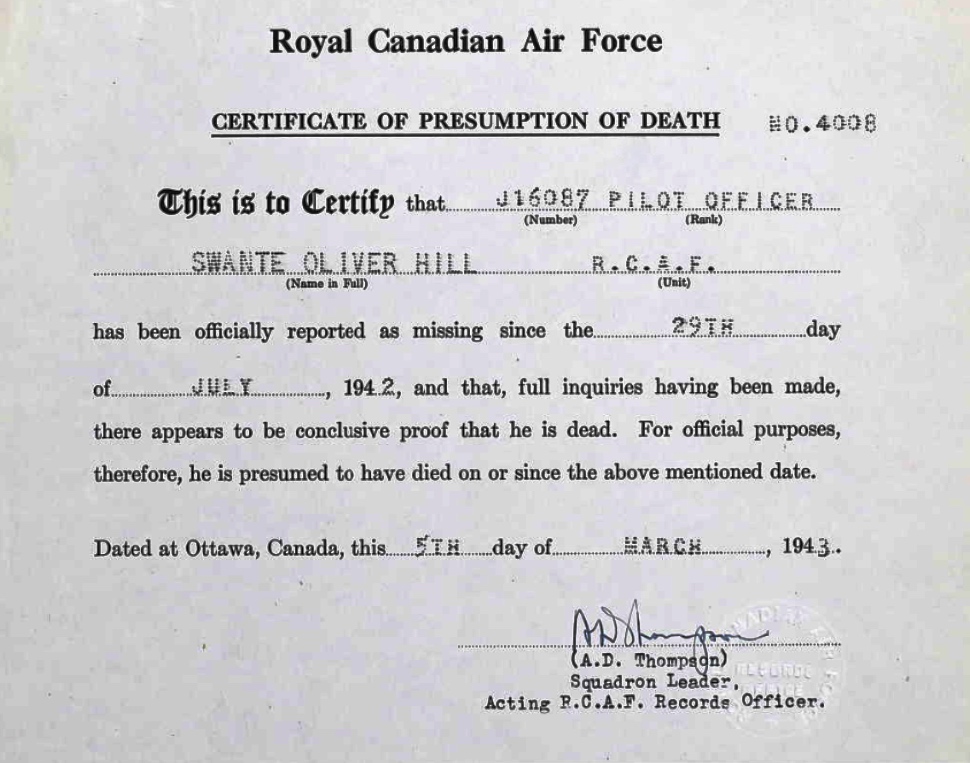 Royal Canadian Air Force
CERTIFICATE OF PRESUMPTION OF DEATH NO.4008
This is to Certify that J16087 PILOT OFFICER
(Number) (Rank)
SWANTE OLIVER HILL R.C.A.F.
(Name in Full) (Unit)
has been officially reported as missing since the 29TH day
of JULY, 1942, and that, full inquiries having been made,
there appears to be conclusive proof that he is dead. For official purposes,
therefore, he is presumed to have died on or since the above mentioned date.
Dated at Ottawa, Canada, this 5TH day of MARCH, 1943.
AD Thompson
(A.D. Thompson)
Squadron Leader,
Acting R.C.A.F. Records Officer.
RECORDS
OFFICE